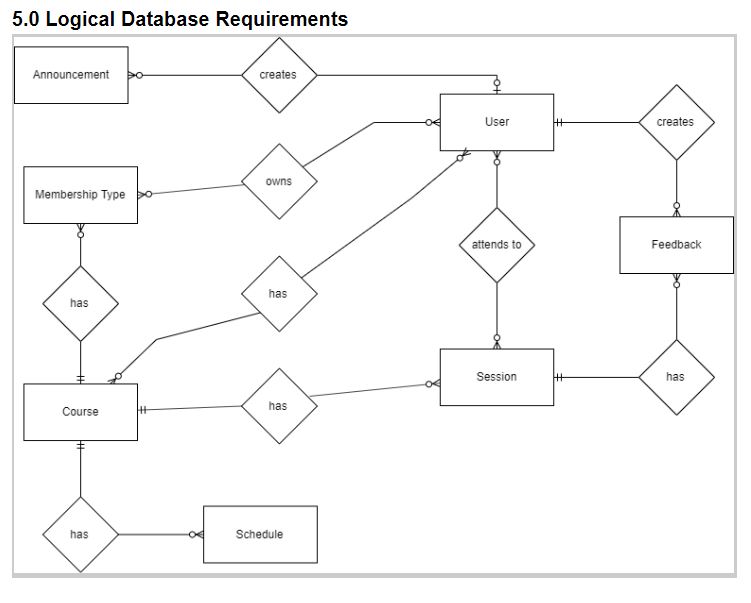 5.0 Logical Database Requirements
Announcement
creates
User
creates
Membership Type
owns
attends to
Feedback
has
has
Course
has
Session
has
has
Schedule